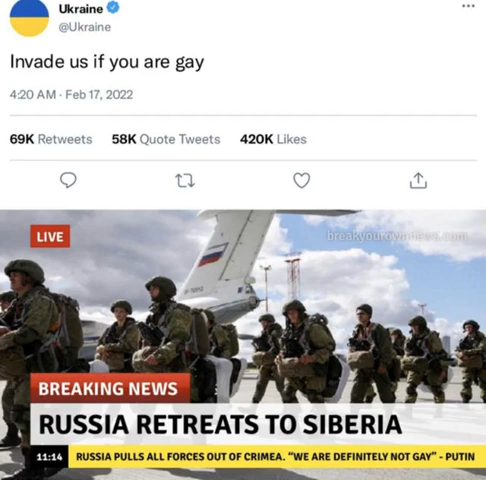 Ukraine
@Ukraine
Invade us if you are gay
4:20 AM · Feb 17, 2022
69K Retweets 58K Quote Tweets 420K Likes
LIVE
breakyourownnews.com
BREAKING NEWS
RUSSIA RETREATS TO SIBERIA
11:14 RUSSIA PULLS ALL FORCES OUT OF CRIMEA. “WE ARE DEFINITELY NOT GAY” - PUTIN